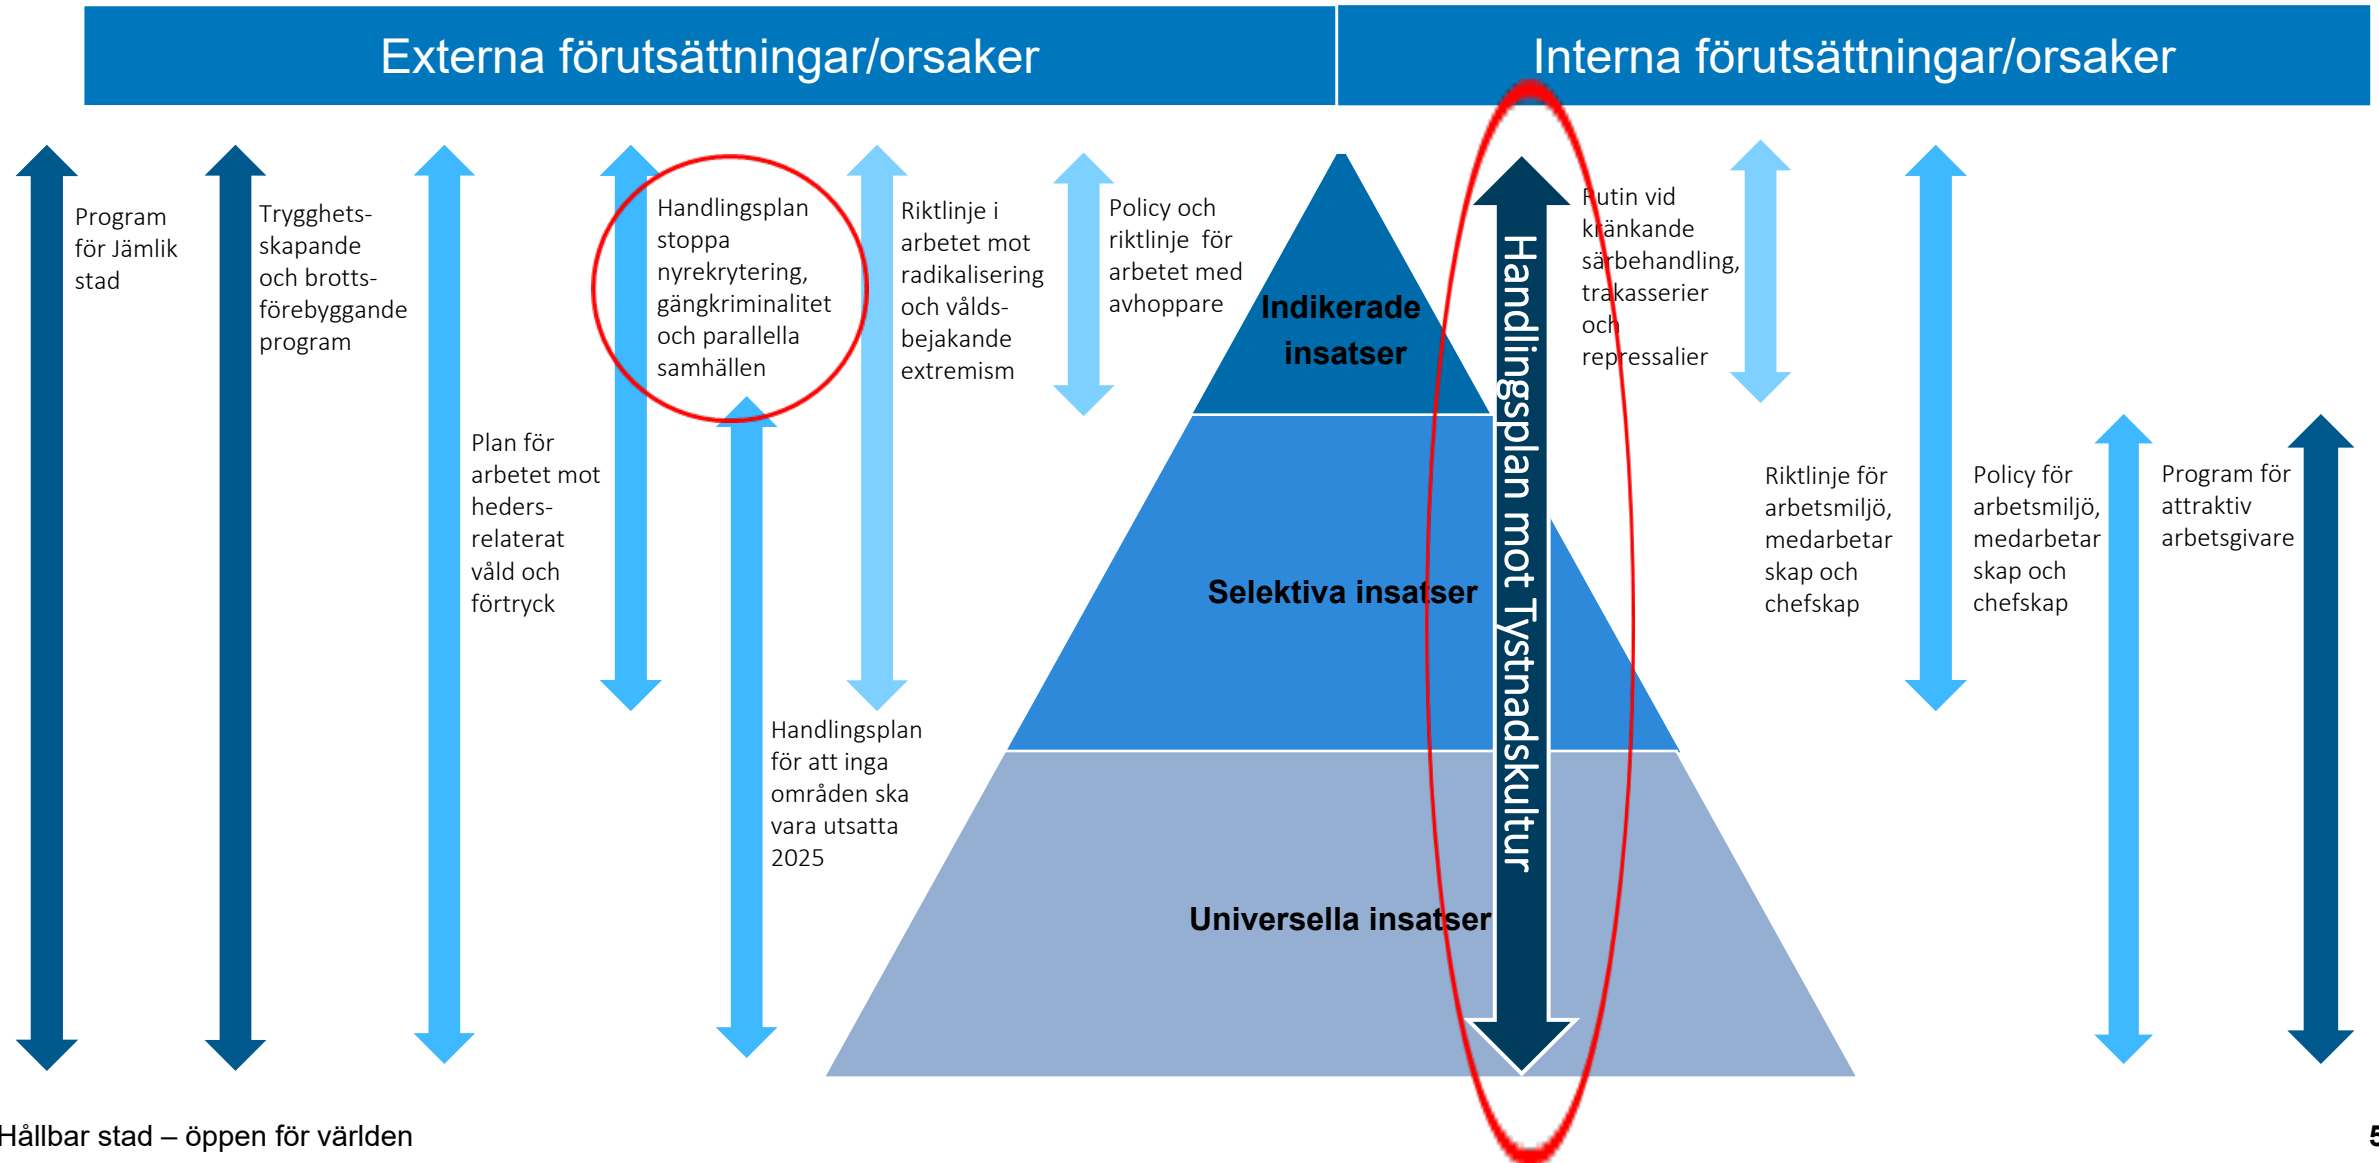 Externa förutsättningar/orsaker
Interna förutsättningar/orsaker
Program
för Jämlik
stad
Trygghets-
skapande
och brotts-
förebyggande
program
Plan för
arbetet mot
heders-
relaterat
våld och
förtryck
Handlingsplan
stoppa
nyrekrytering,
gängkriminalitet
och parallella
samhällen
Handlingsplan
för att inga
områden ska
vara utsatta
2025
Riktlinje i
arbetet mot
radikalisering
och vålds-
bejakande
extremism
Policy och
riktlinje för
arbetet med
avhoppare
Indikerade
insatser
Selektiva insatser
Universella insatser
Handlingsplan mot Tystnadskultur
Rutin vid
kränkande
särbehandling,
trakasserier
och
repressalier
Riktlinje för
arbetsmiljö,
medarbetar
skap och
chefskap
Policy för
arbetsmiljö,
medarbetar
skap och
chefskap
Program för
attraktiv
arbetsgivare
Hållbar stad – öppen för världen
5